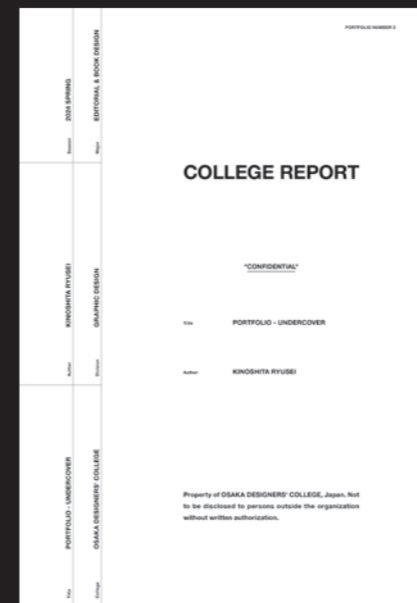 PORTFOLIO NUMBER 2
Season 2024 SPRING
Major EDITORIAL & BOOK DESIGN
COLLEGE REPORT
"CONFIDENTIAL"
Author KINOSHITA RYUSEI
Division GRAPHIC DESIGN
Title PORTFOLIO – UNDERCOVER
Author KINOSHITA RYUSEI
Title PORTFOLIO – UNDERCOVER
College OSAKA DESIGNERS' COLLEGE
Property of OSAKA DESIGNERS' COLLEGE, Japan. Not
to be disclosed to persons outside the organization
without written authorization.